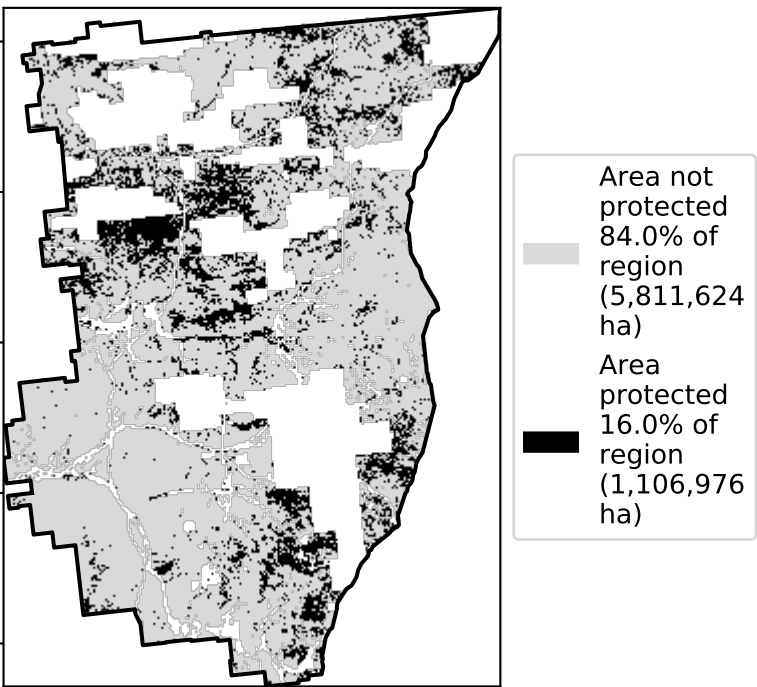 Area not
protected
84.0% of
region
(5,811,624
ha)
Area
protected
16.0% of
region
(1,106,976
ha)